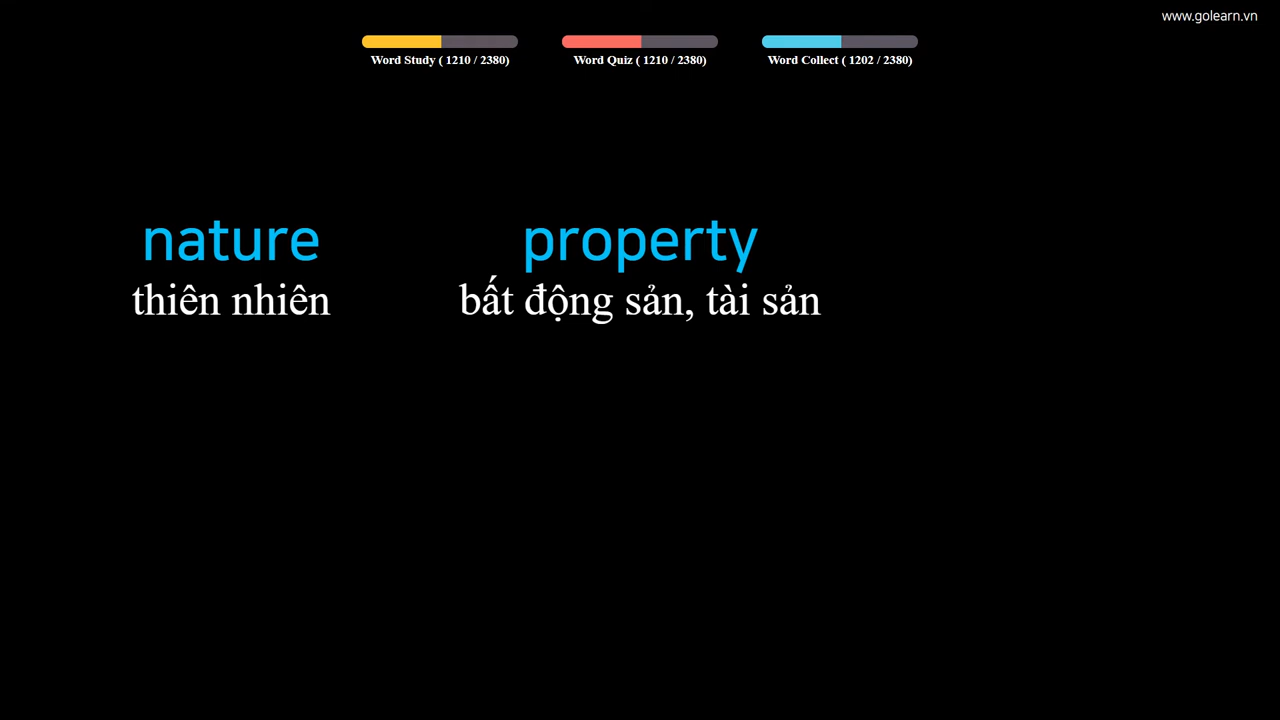 www.golearn.vn
Word Study ( 1210 / 2380)
Word Quiz ( 1210 / 2380)
Word Collect ( 1202 / 2380)
nature
thiên nhiên
property
bất động sản, tài sản